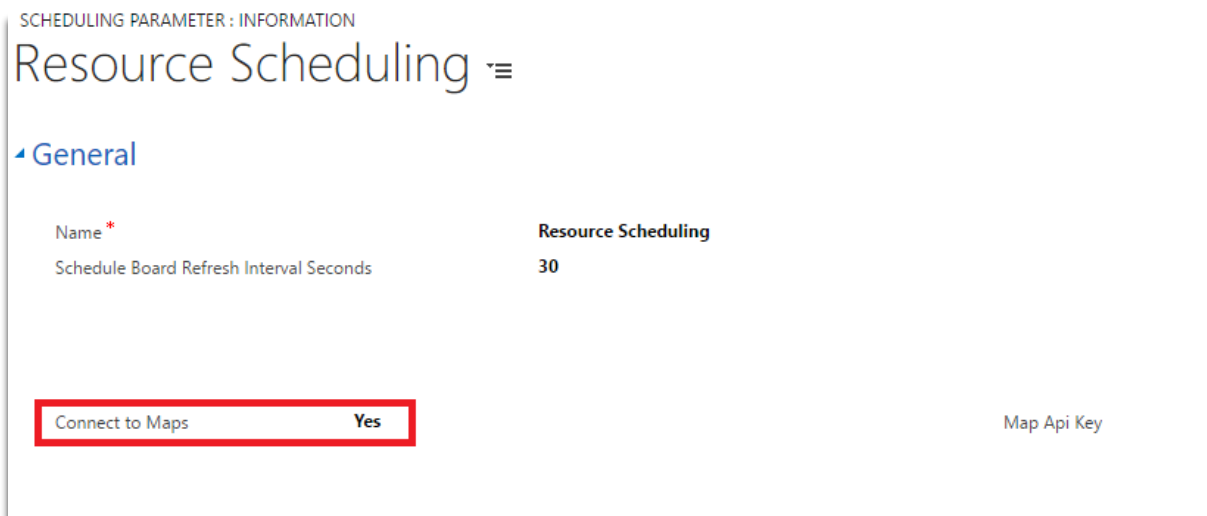 SCHEDULING PARAMETER : INFORMATION
Resource Scheduling
General
Name * Resource Scheduling
Schedule Board Refresh Interval Seconds 30
Connect to Maps Yes Map Api Key